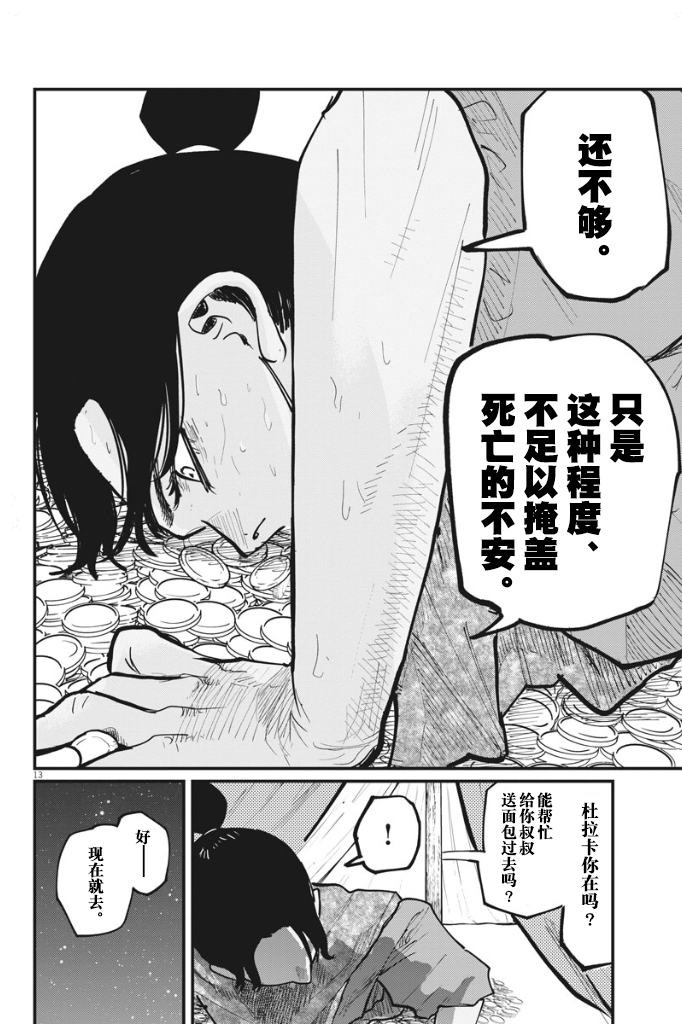 还不够。
只是
这种程度、
不足以掩盖
死亡的不安。
13
杜拉卡你在吗？
能帮忙
给你叔叔
送面包过去吗？
！
好——
现在就去。